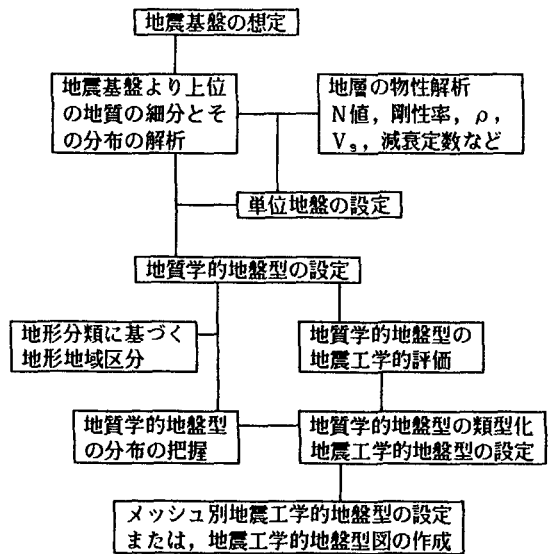 地震基盤の想定
地震基盤より上位
の地質の細分とそ
の分布の解析
地層の物性解析
N値，剛性率，ρ，
Vs，減衰定数など
単位地盤の設定
地質学的地盤型の設定
地形分類に基づく
地形地域区分
地質学的地盤型の
地震工学的評価
地質学的地盤型
の分布の把握
地質学的地盤型の類型化
地震工学的地盤型の設定
メッシュ別地震工学的地盤型の設定
または，地震工学的地盤型図の作成